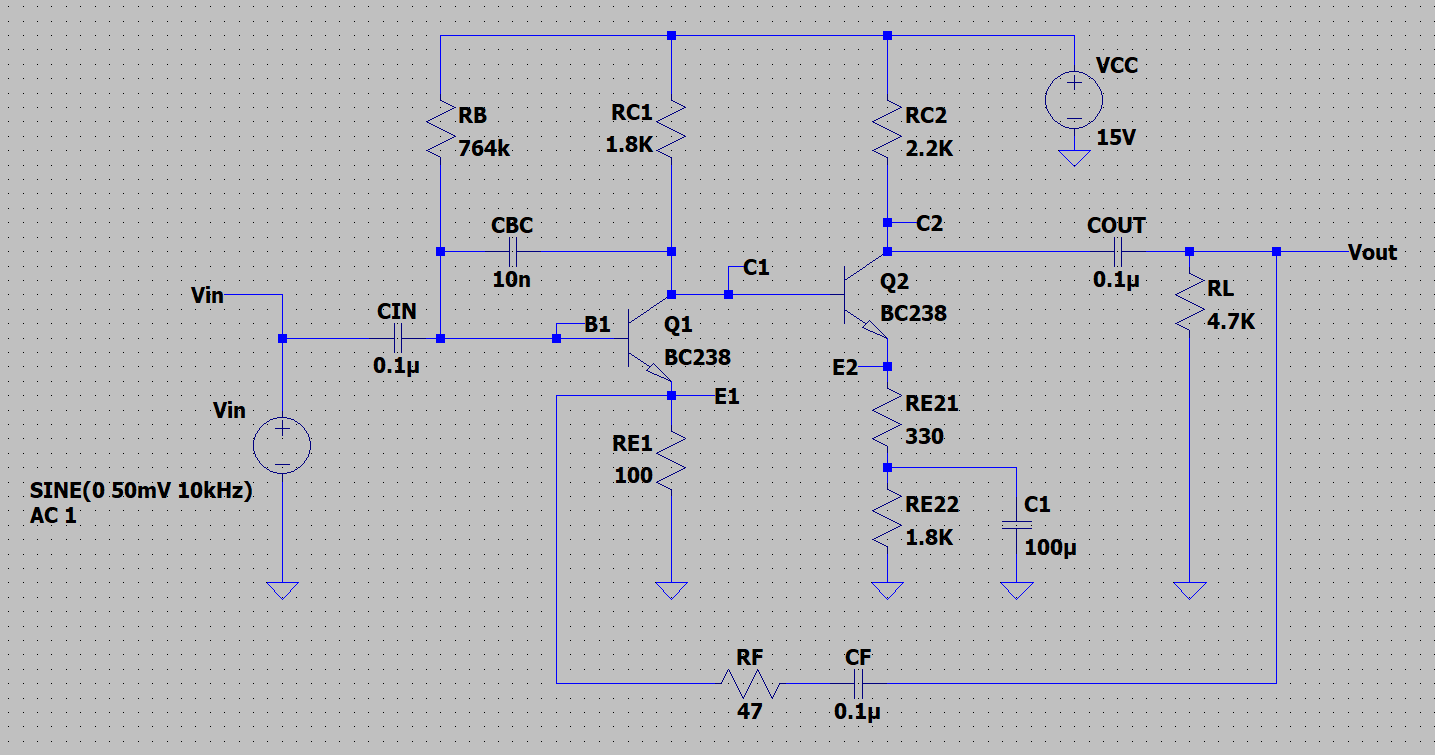 VCC
15V
RB
764k
RC1
1.8K
RC2
2.2K
CBC
10n
C2
COUT
0.1µ
Vout
Vin
CIN
0.1µ
B1
Q1
BC238
C1
Q2
BC238
RL
4.7K
E1
E2
Vin
SINE(0 50mV 10kHz)
AC 1
RE1
100
RE21
330
RE22
1.8K
C1
100µ
RF
47
CF
0.1µ